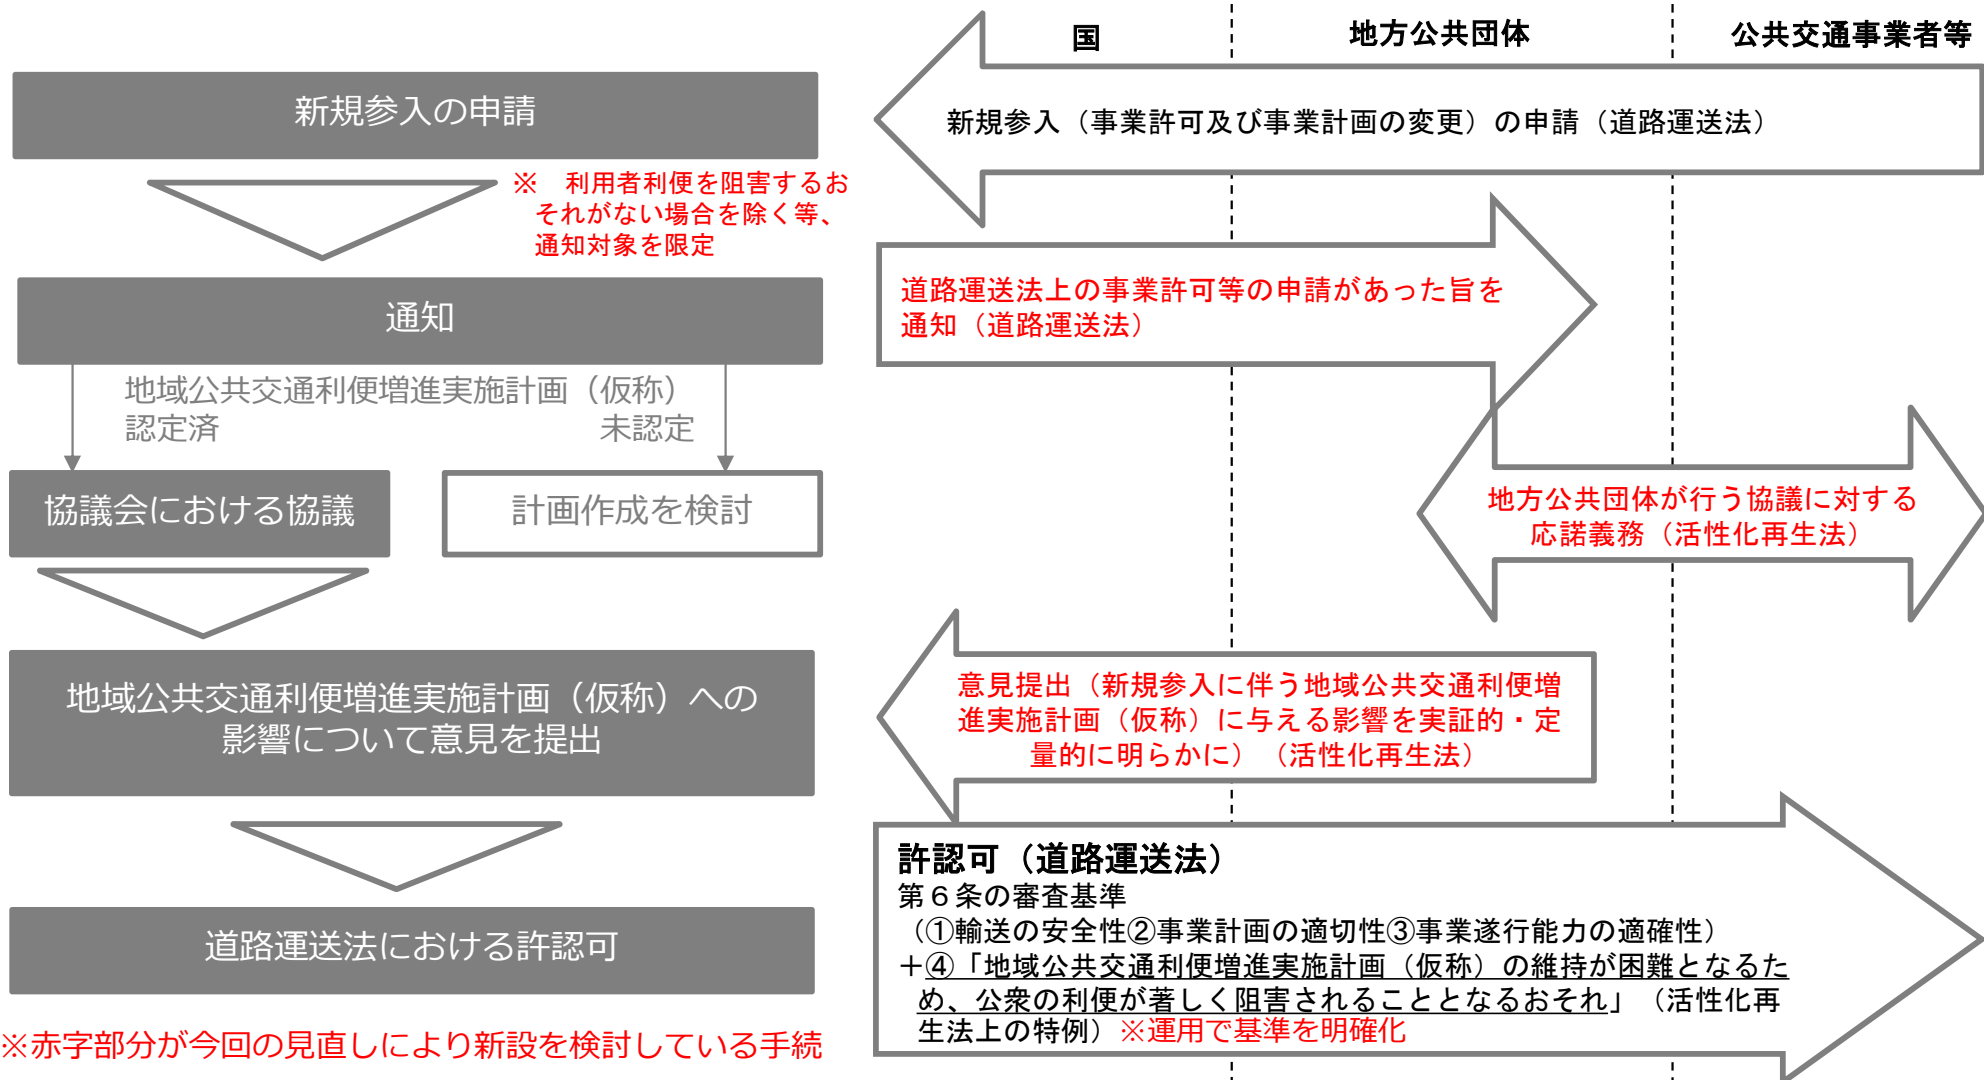 国
地方公共団体
公共交通事業者等
新規参入の申請
新規参入（事業許可及び事業計画の変更）の申請（道路運送法）
※　利用者利便を阻害するお
それがない場合を除く等、
通知対象を限定
通知
道路運送法上の事業許可等の申請があった旨を
通知（道路運送法）
地域公共交通利便増進実施計画（仮称）
認定済
未認定
協議会における協議
計画作成を検討
地方公共団体が行う協議に対する
応諾義務（活性化再生法）
地域公共交通利便増進実施計画（仮称）への
影響について意見を提出
意見提出（新規参入に伴う地域公共交通利便増
進実施計画（仮称）に与える影響を実証的・定
量的に明らかに）（活性化再生法）
道路運送法における許認可
許認可（道路運送法）
第６条の審査基準
（①輸送の安全性②事業計画の適切性③事業遂行能力の適確性）
＋④「地域公共交通利便増進実施計画（仮称）の維持が困難となるた
め、公衆の利便が著しく阻害されることとなるおそれ」（活性化再
生法上の特例）※運用で基準を明確化
※赤字部分が今回の見直しにより新設を検討している手続